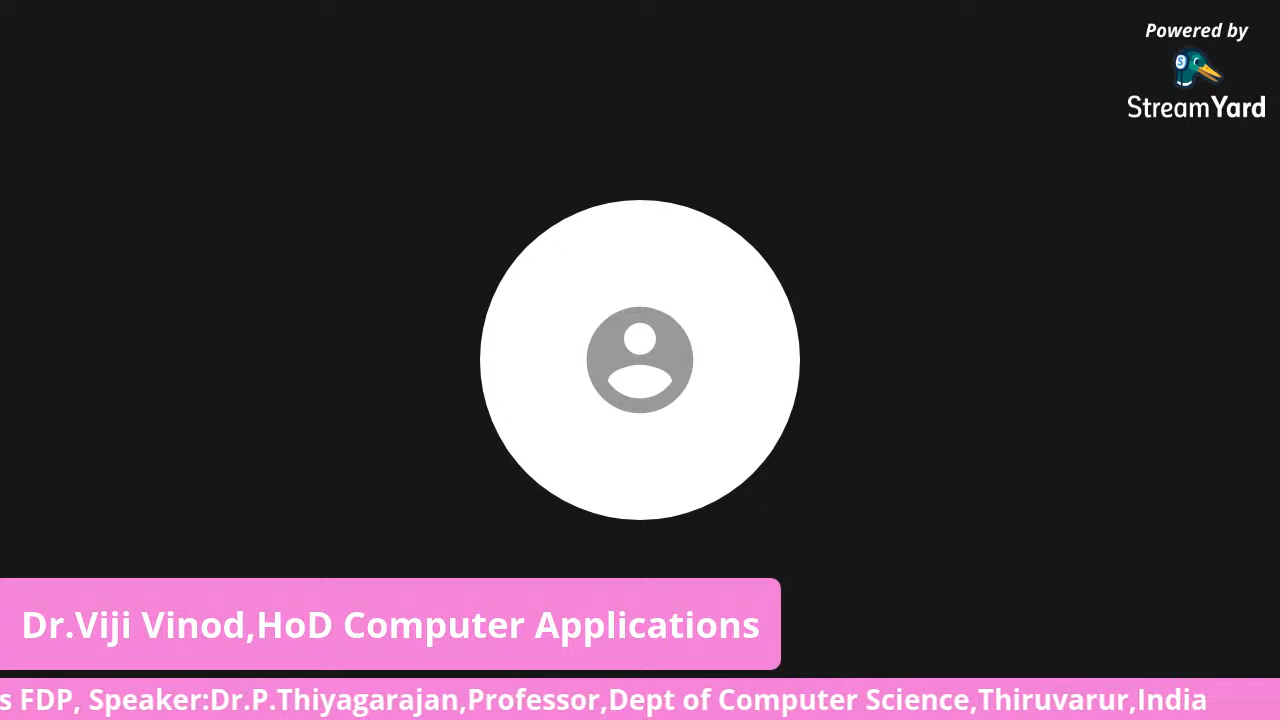 Powered by
S
StreamYard
Dr.Viji Vinod,HoD Computer Applications
s FDP, Speaker:Dr.P.Thiyagarajan,Professor,Dept of Computer Science,Thiruvarur,India